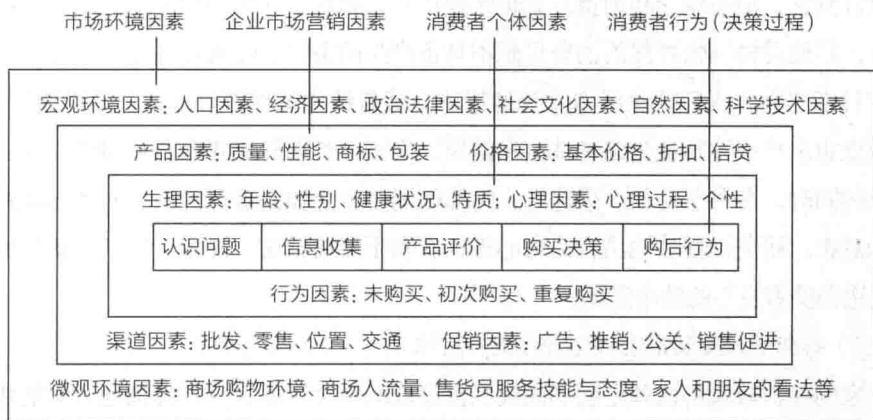 市场环境因素 企业市场营销因素 消费者个体因素 消费者行为(决策过程)
宏观环境因素：人口因素、经济因素、政治法律因素、社会文化因素、自然因素、科学技术因素
产品因素：质量、性能、商标、包装 价格因素：基本价格、折扣、信贷
生理因素：年龄、性别、健康状况、特质；心理因素：心理过程、个性
认识问题 信息收集 产品评价 购买决策 购后行为
行为因素：未购买、初次购买、重复购买
渠道因素：批发、零售、位置、交通 促销因素：广告、推销、公关、销售促进
微观环境因素：商场购物环境、商场人流量、售货员服务技能与态度、家人和朋友的看法等